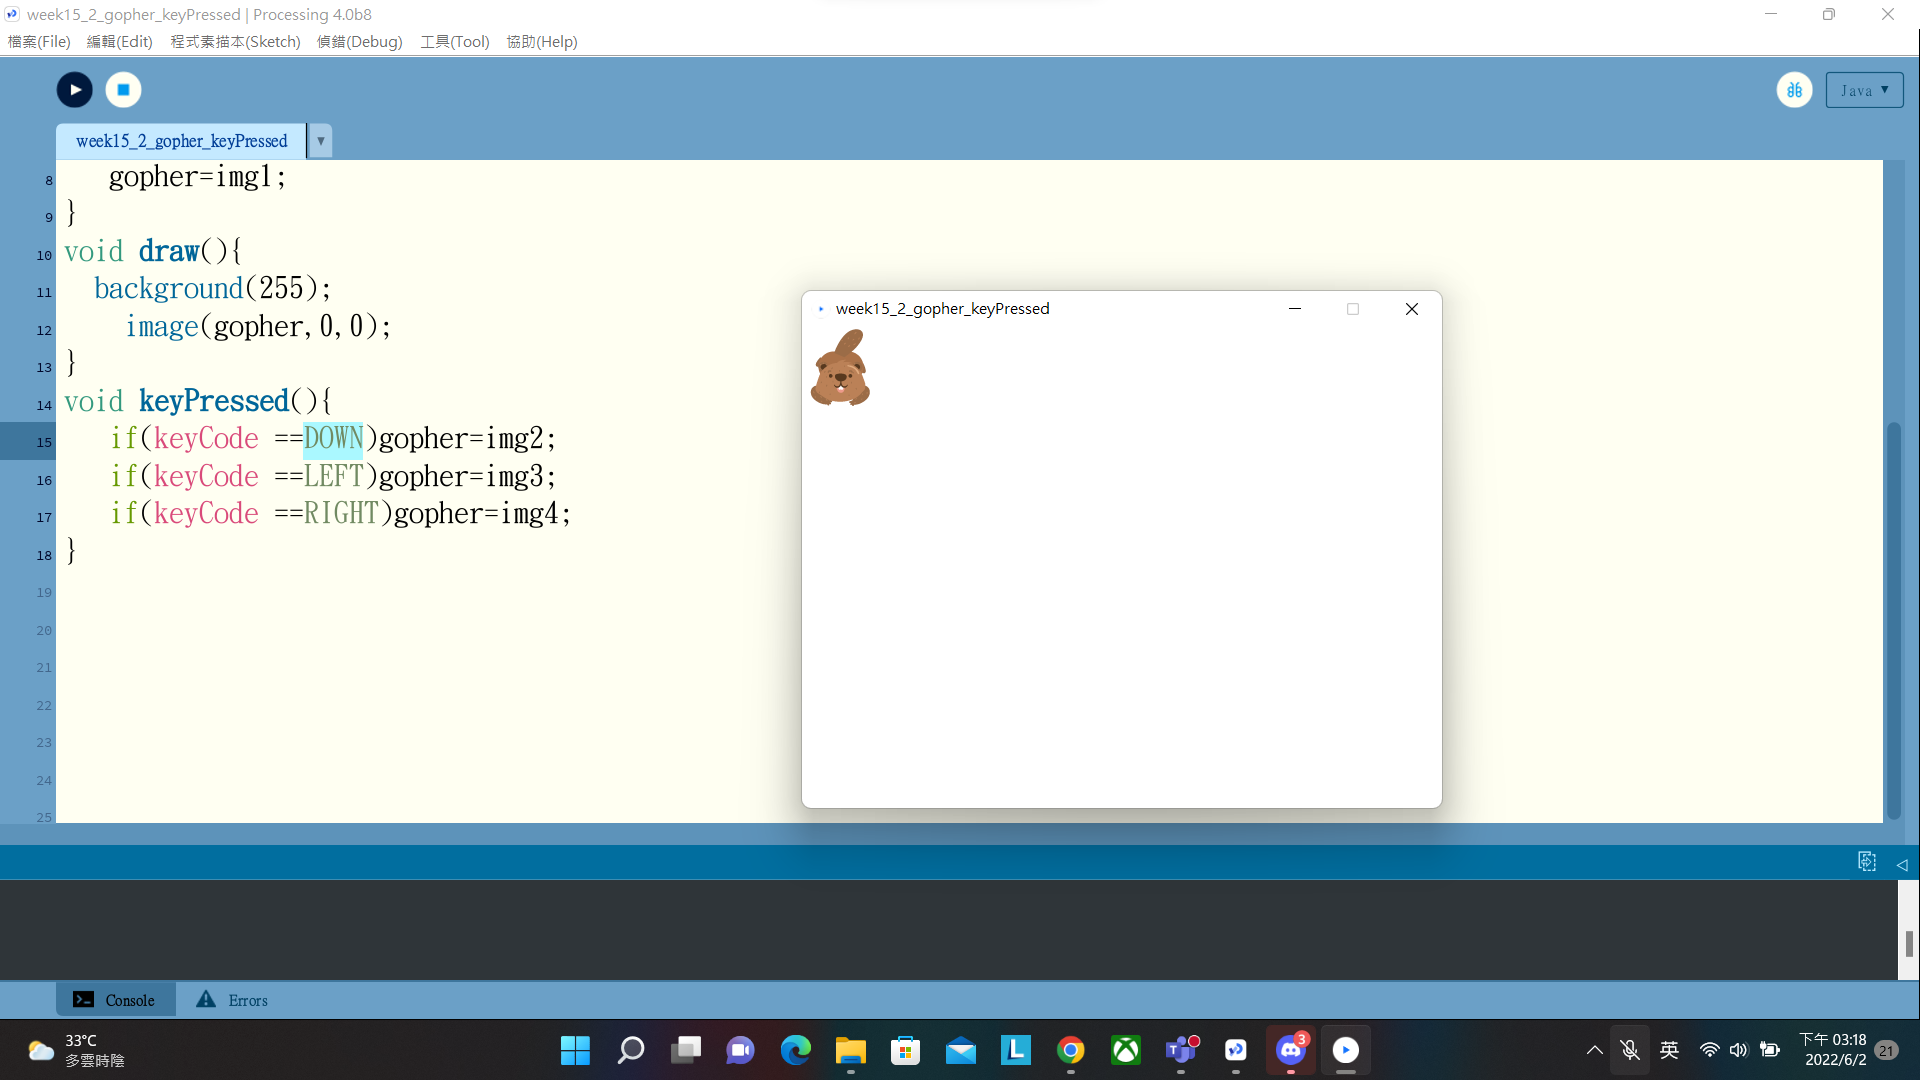 week15_2_gopher_keyPressed | Processing 4.0b8
檔案(File) 編輯(Edit) 程式素描本(Sketch) 偵錯(Debug) 工具(Tool) 協助(Help)
Java ▼
week15_2_gopher_keyPressed ▼
8 gopher=img1;
9 }
10 void draw(){
11 background(255);
12 image(gopher,0,0);
13 }
14 void keyPressed(){
15 if(keyCode ==DOWN)gopher=img2;
16 if(keyCode ==LEFT)gopher=img3;
17 if(keyCode ==RIGHT)gopher=img4;
18 }
19
20
21
22
23
24
25
week15_2_gopher_keyPressed
Console Errors
33°C
多雲時陰
L
T
3
英
下午 03:18
2022/6/2
21